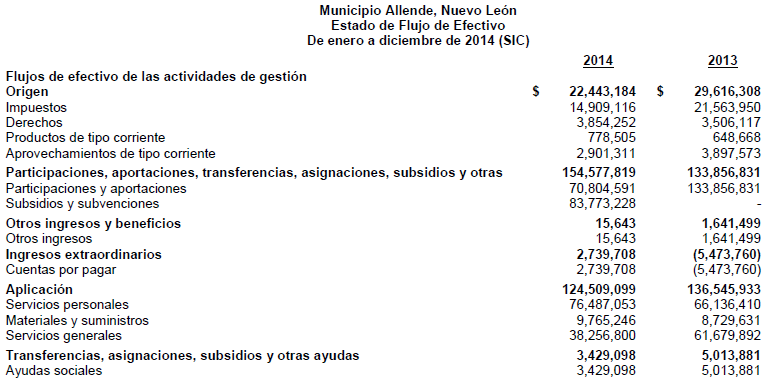 Municipio Allende, Nuevo León
Estado de Flujo de Efectivo
De enero a diciembre de 2014 (SIC)
2014 2013
Flujos de efectivo de las actividades de gestión
Origen $ 22,443,184 $ 29,616,308
Impuestos 14,909,116 21,563,950
Derechos 3,854,252 3,506,117
Productos de tipo corriente 778,505 648,668
Aprovechamientos de tipo corriente 2,901,311 3,897,573
Participaciones, aportaciones, transferencias, asignaciones, subsidios y otras 154,577,819 133,856,831
Participaciones y aportaciones 70,804,591 133,856,831
Subsidios y subvenciones 83,773,228 -
Otros ingresos y beneficios 15,643 1,641,499
Otros ingresos 15,643 1,641,499
Ingresos extraordinarios 2,739,708 (5,473,760)
Cuentas por pagar 2,739,708 (5,473,760)
Aplicación 124,509,099 136,545,933
Servicios personales 76,487,053 66,136,410
Materiales y suministros 9,765,246 8,729,631
Servicios generales 38,256,800 61,679,892
Transferencias, asignaciones, subsidios y otras ayudas 3,429,098 5,013,881
Ayudas sociales 3,429,098 5,013,881